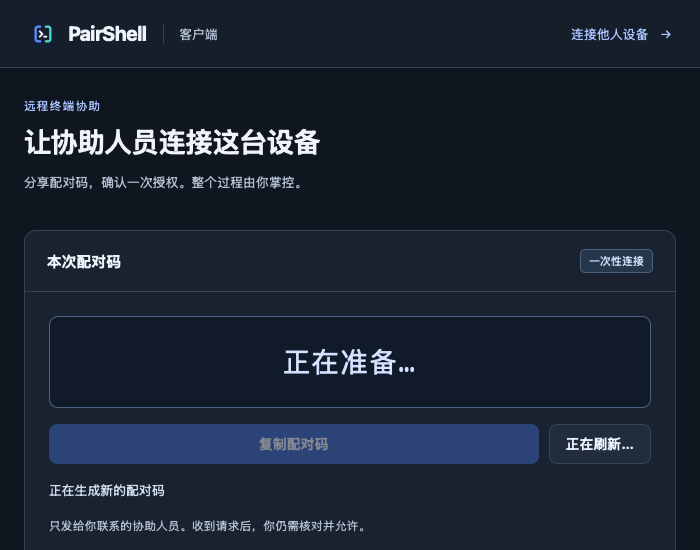 PairShell 客户端 连接他人设备 →
远程终端协助
让协助人员连接这台设备
分享配对码，确认一次授权。整个过程由你掌控。
本次配对码 一次性连接
正在准备…
复制配对码 正在刷新…
正在生成新的配对码
只发给你联系的协助人员。收到请求后，你仍需核对并允许。